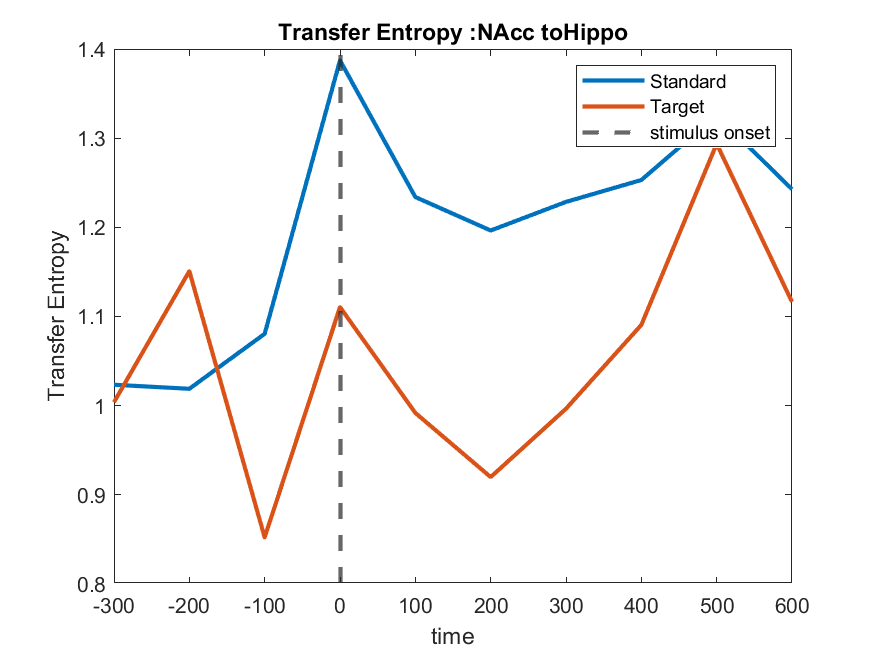 Transfer Entropy :NAcc toHippo
1.4
1.3
1.2
1.1
1
0.9
0.8
Transfer Entropy
Standard
Target
stimulus onset
-300 -200 -100 0 100 200 300 400 500 600
time